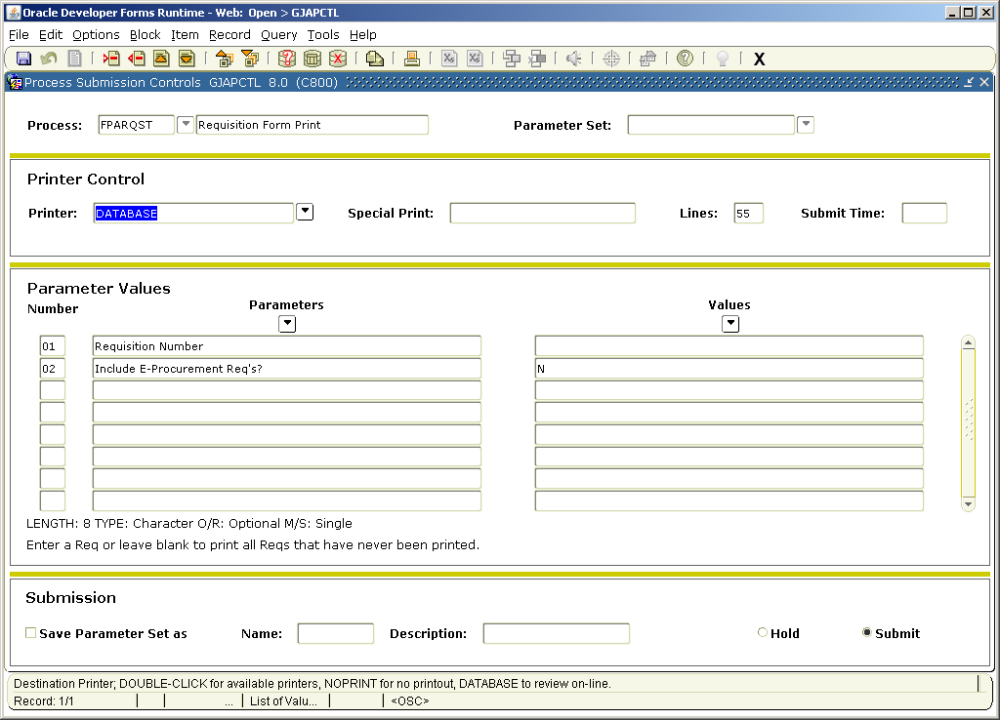 Oracle Developer Forms Runtime - Web: Open > GJAPCTL
File Edit Options Block Item Record Query Tools Help
Process Submission Controls GJAPCTL 8.0 (C800)
Process: FPARQST Requisition Form Print Parameter Set:
Printer Control
Printer: DATABASE Special Print: Lines: 55 Submit Time:
Parameter Values
Number Parameters Values
01 Requisition Number
02 Include E-Procurement Req's? N
LENGTH: 8 TYPE: Character O/R: Optional M/S: Single
Enter a Req or leave blank to print all Reqs that have never been printed.
Submission
Save Parameter Set as Name: Description: Hold Submit
Destination Printer; DOUBLE-CLICK for available printers, NOPRINT for no printout, DATABASE to review on-line.
Record: 1/1 ... List of Valu... <OSC>